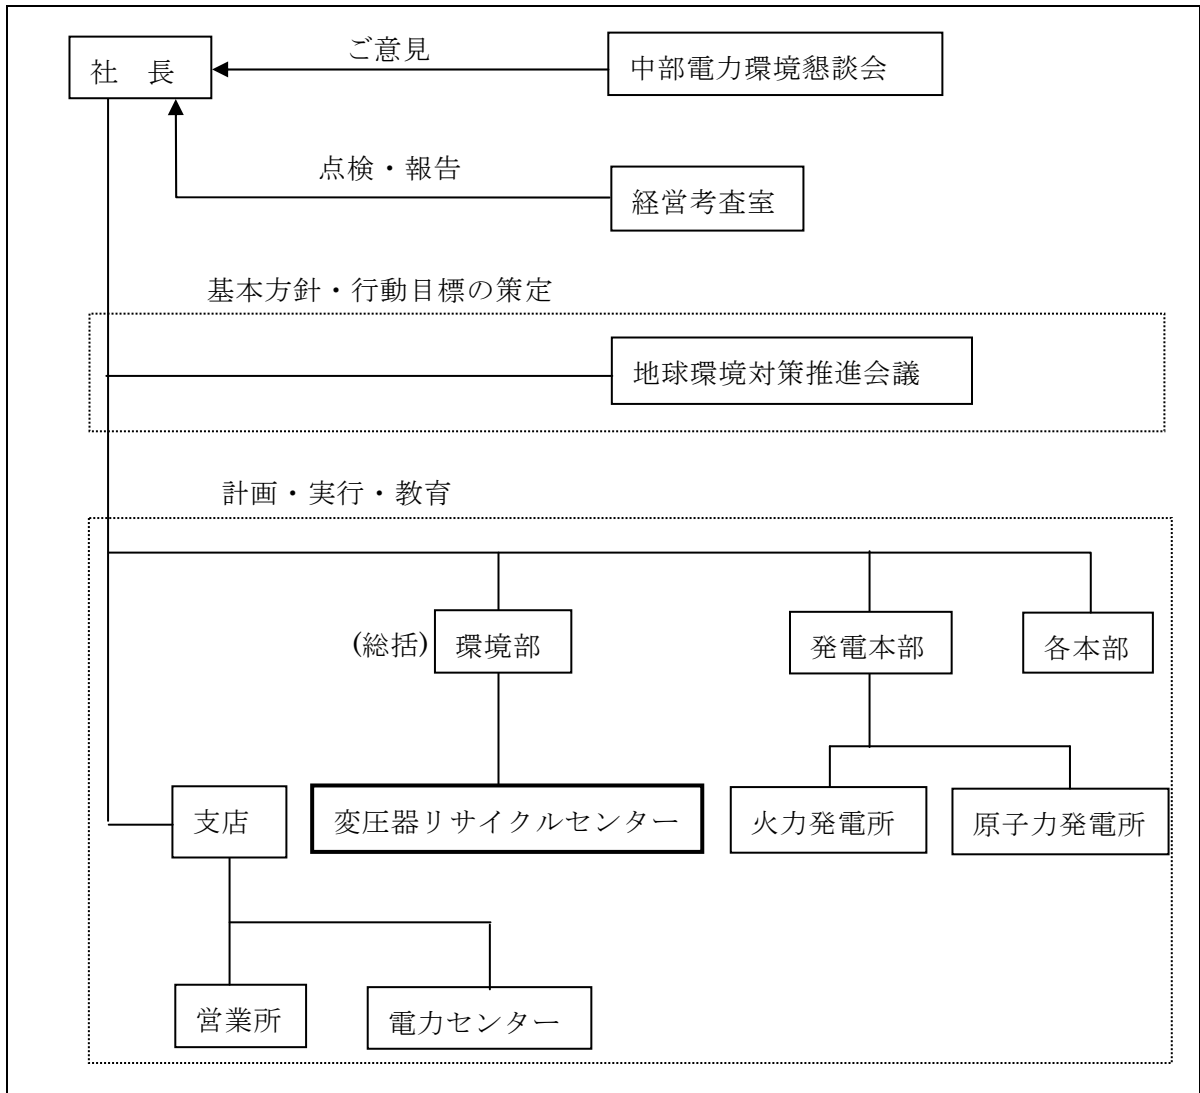 社　長
ご意見
中部電力環境懇談会
点検・報告
経営考査室
基本方針・行動目標の策定
地球環境対策推進会議
計画・実行・教育
(総括)
環境部
発電本部
各本部
支店
変圧器リサイクルセンター
火力発電所
原子力発電所
営業所
電力センター